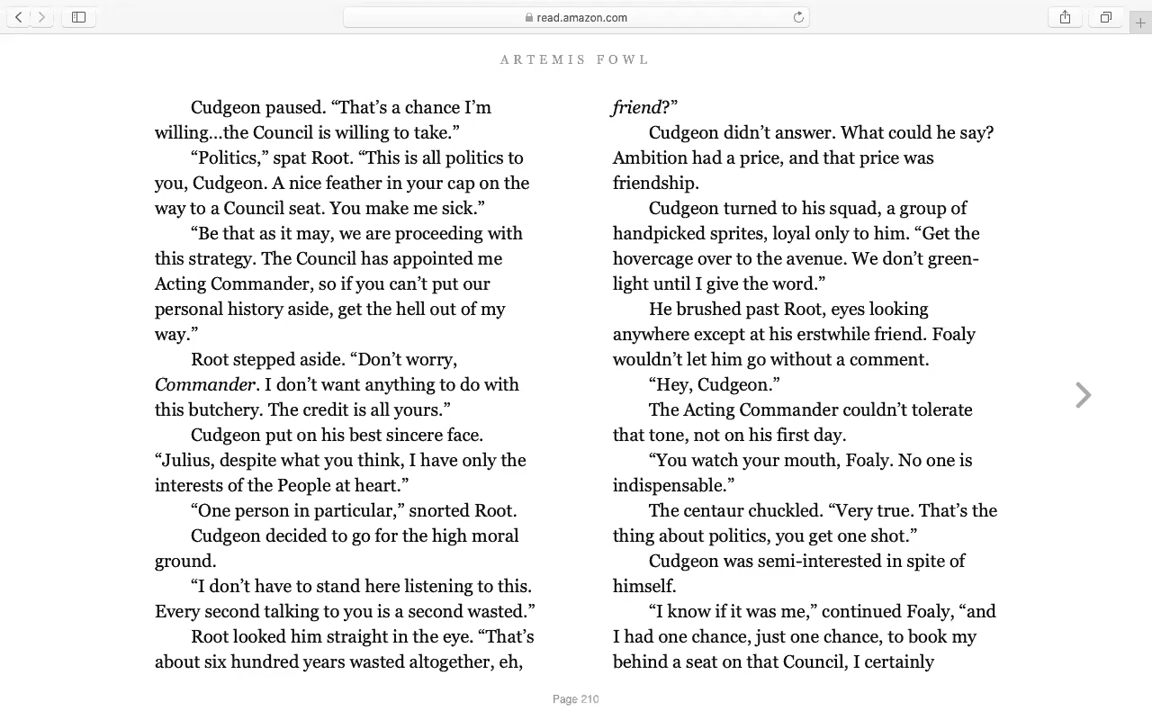 read.amazon.com
ARTEMIS FOWL
Cudgeon paused. “That’s a chance I’m
willing...the Council is willing to take.”
“Politics,” spat Root. “This is all politics to
you, Cudgeon. A nice feather in your cap on the
way to a Council seat. You make me sick.”
“Be that as it may, we are proceeding with
this strategy. The Council has appointed me
Acting Commander, so if you can’t put our
personal history aside, get the hell out of my
way.”
Root stepped aside. “Don’t worry,
Commander. I don’t want anything to do with
this butchery. The credit is all yours.”
Cudgeon put on his best sincere face.
“Julius, despite what you think, I have only the
interests of the People at heart.”
“One person in particular,” snorted Root.
Cudgeon decided to go for the high moral
ground.
“I don’t have to stand here listening to this.
Every second talking to you is a second wasted.”
Root looked him straight in the eye. “That’s
about six hundred years wasted altogether, eh,
friend?”
Cudgeon didn’t answer. What could he say?
Ambition had a price, and that price was
friendship.
Cudgeon turned to his squad, a group of
handpicked sprites, loyal only to him. “Get the
hovercage over to the avenue. We don’t green-
light until I give the word.”
He brushed past Root, eyes looking
anywhere except at his erstwhile friend. Foaly
wouldn’t let him go without a comment.
“Hey, Cudgeon.”
The Acting Commander couldn’t tolerate
that tone, not on his first day.
“You watch your mouth, Foaly. No one is
indispensable.”
The centaur chuckled. “Very true. That’s the
thing about politics, you get one shot.”
Cudgeon was semi-interested in spite of
himself.
“I know if it was me,” continued Foaly, “and
I had one chance, just one chance, to book my
behind a seat on that Council, I certainly
Page 210